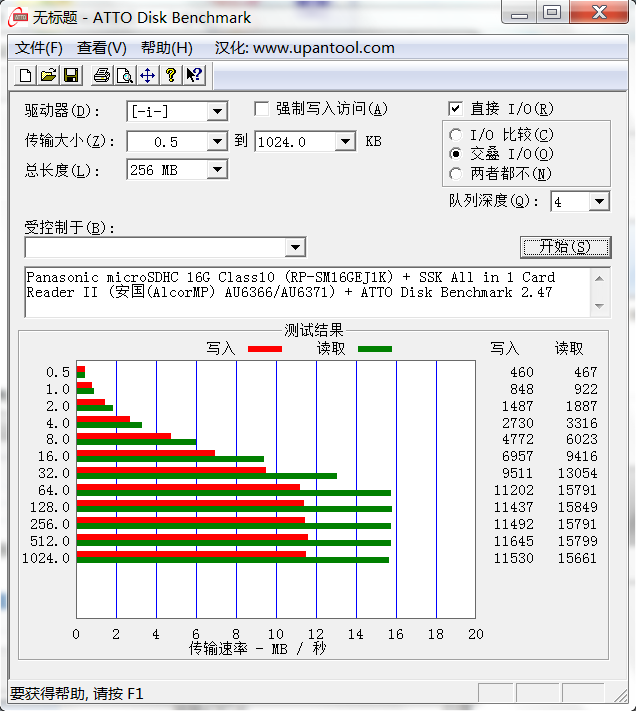 无标题 - ATTO Disk Benchmark
文件(F) 查看(V) 帮助(H) 汉化: www.upantool.com
驱动器(D): [-i-] 强制写入访问(A) 直接 I/O(R)
传输大小(Z): 0.5 到 1024.0 KB I/O 比较(C)
交叠 I/O(O)
总长度(L): 256 MB 两者都不(N)
队列深度(Q): 4
受控制于(B):
开始(S)
Panasonic microSDHC 16G Class10 (RP-SM16GEJ1K) + SSK All in 1 Card
Reader II (安国(AlcorMP) AU6366/AU6371) + ATTO Disk Benchmark 2.47
测试结果
写入 读取 写入 读取
0.5 460 467
1.0 848 922
2.0 1487 1887
4.0 2730 3316
8.0 4772 6023
16.0 6957 9416
32.0 9511 13054
64.0 11202 15791
128.0 11437 15849
256.0 11492 15791
512.0 11645 15799
1024.0 11530 15661
0 2 4 6 8 10 12 14 16 18 20
传输速率 - MB / 秒
要获得帮助, 请按 F1